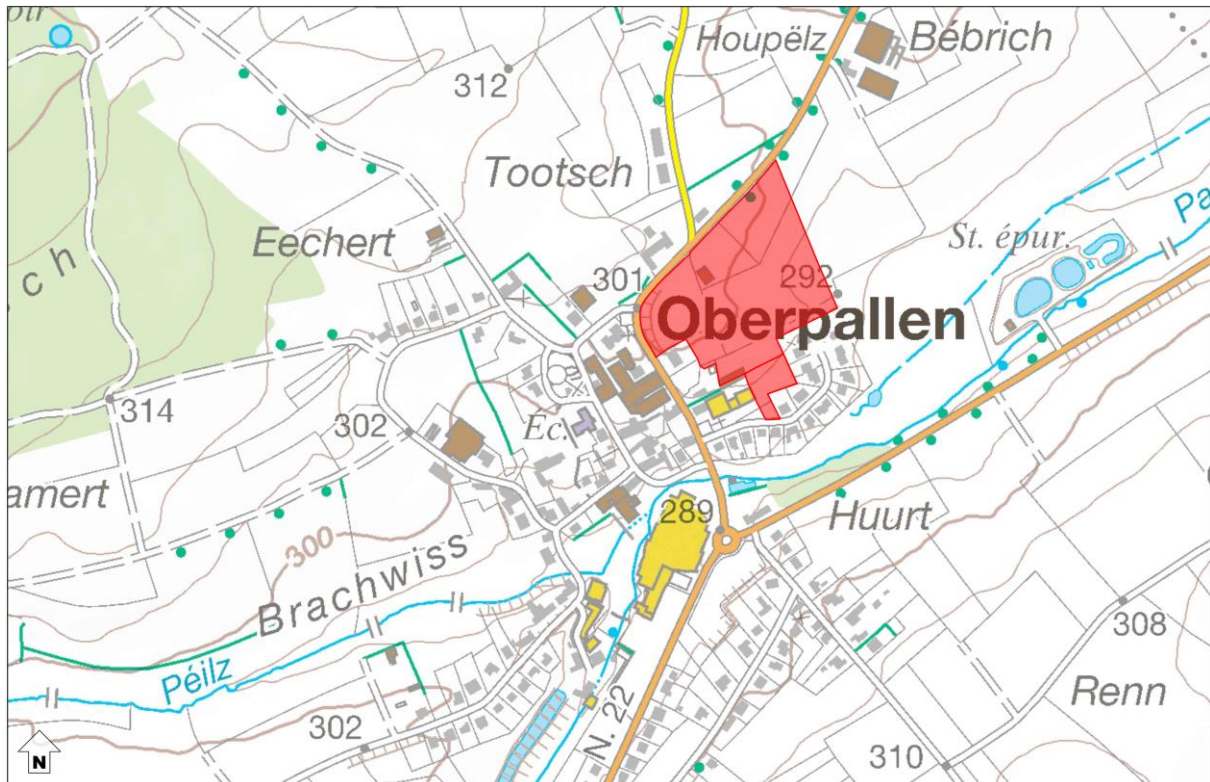 Houpëlz
Bébrich
312
Tootsch
Eechert
St. épur.
301
292
Oberpallen
314
302
Ec.
289
Huurt
300
Brachwiss
308
Péilz
Renn
302
N. 22
310
N